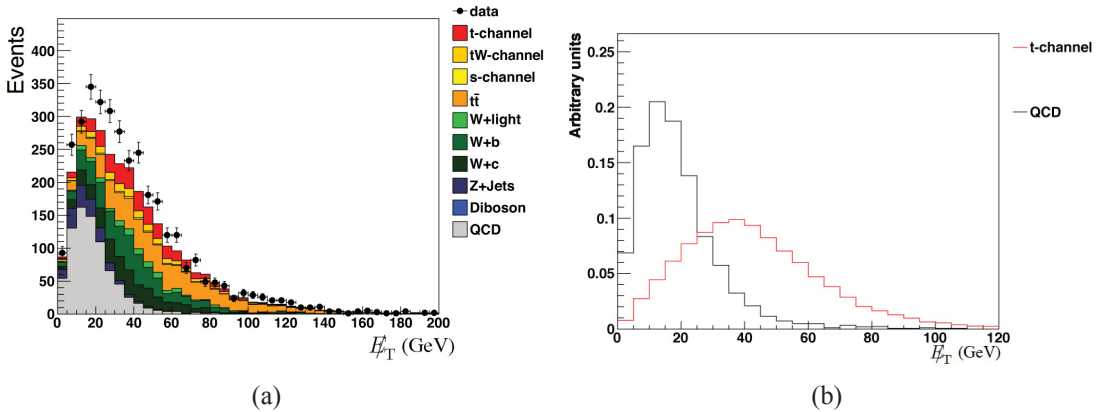 data
t-channel
tW-channel
s-channel
tt̄
W+light
W+b
W+c
Z+Jets
Diboson
QCD
Events
400
350
300
250
200
150
100
50
0
0 20 40 60 80 100 120 140 160 180 200
E̸T (GeV)
(a)
t-channel
QCD
Arbitrary units
0.25
0.2
0.15
0.1
0.05
0
0 20 40 60 80 100 120
E̸T (GeV)
(b)